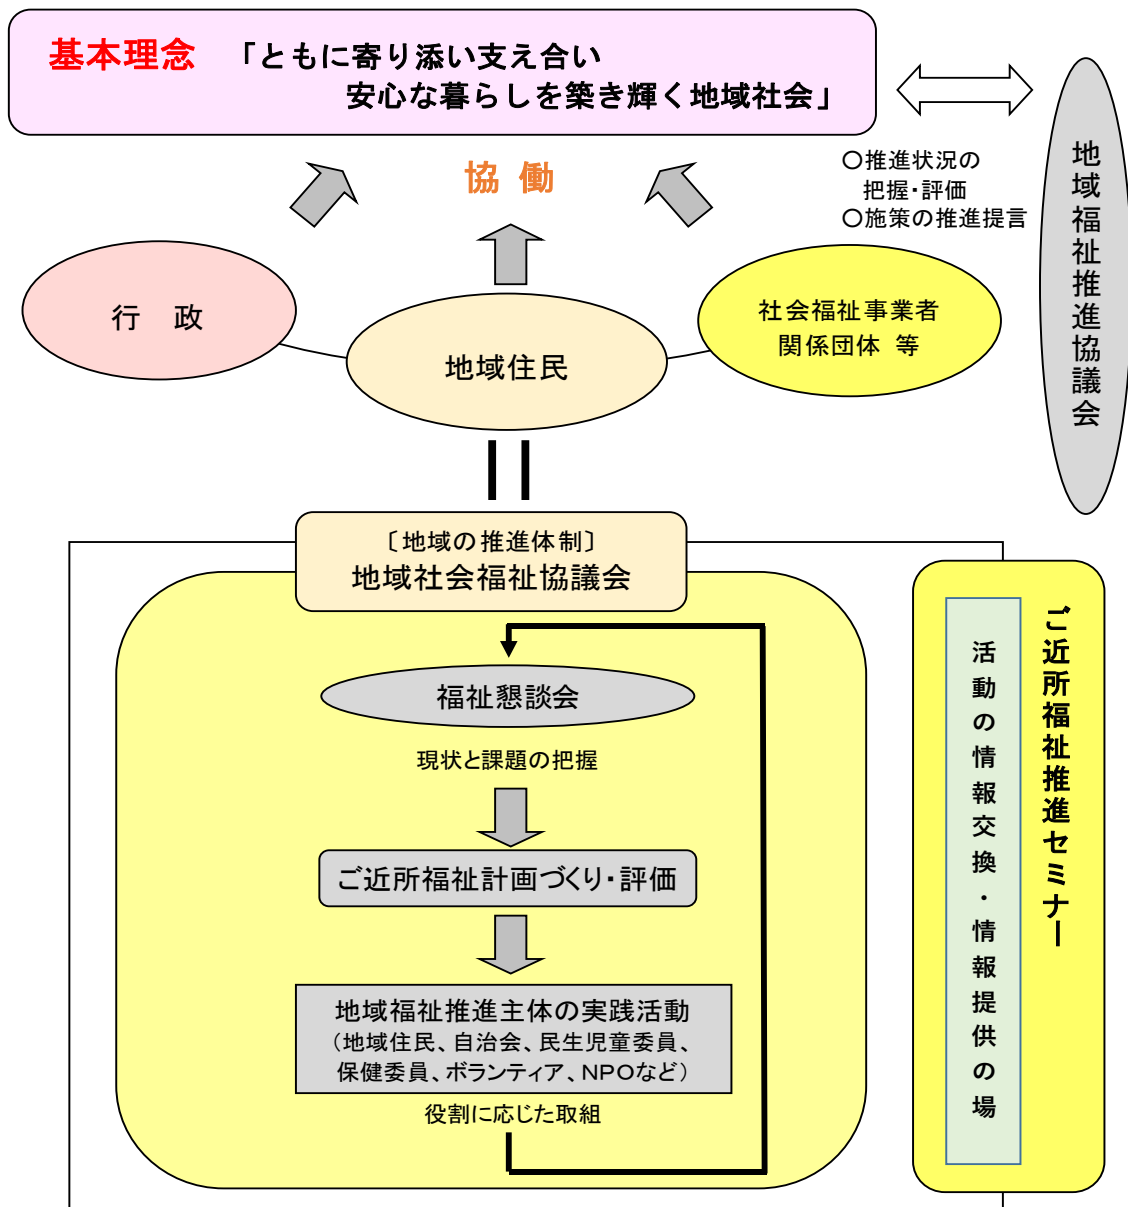 基本理念 「ともに寄り添い支え合い
安心な暮らしを築き輝く地域社会」
協 働
〇推進状況の
把握・評価
〇施策の推進提言
地域福祉推進協議会
行 政
地域住民
社会福祉事業者
関係団体 等
〔地域の推進体制〕
地域社会福祉協議会
福祉懇談会
現状と課題の把握
ご近所福祉計画づくり・評価
地域福祉推進主体の実践活動
（地域住民、自治会、民生児童委員、
保健委員、ボランティア、NPOなど）
役割に応じた取組
ご近所福祉推進セミナー
活動の情報交換・情報提供の場